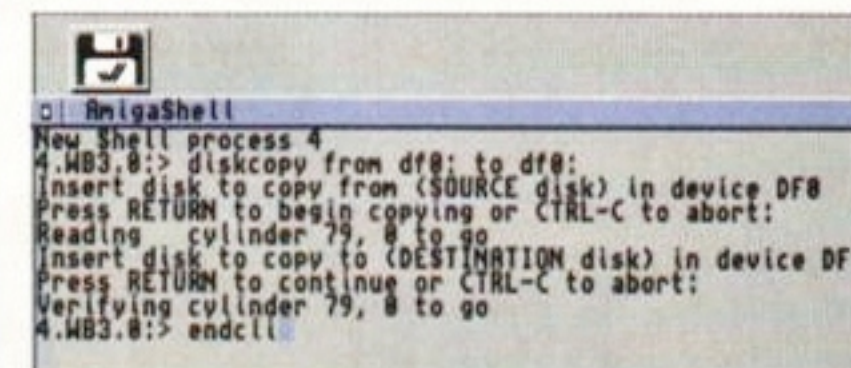 AmigaShell
New Shell process 4
4.WB3.0:> diskcopy from df0: to df0:
Insert disk to copy from (SOURCE disk) in device DF0
Press RETURN to begin copying or CTRL-C to abort:
Reading   cylinder 79, 0 to go
Insert disk to copy to (DESTINATION disk) in device DF
Press RETURN to continue or CTRL-C to abort:
Verifying cylinder 79, 0 to go
4.WB3.0:> endcli